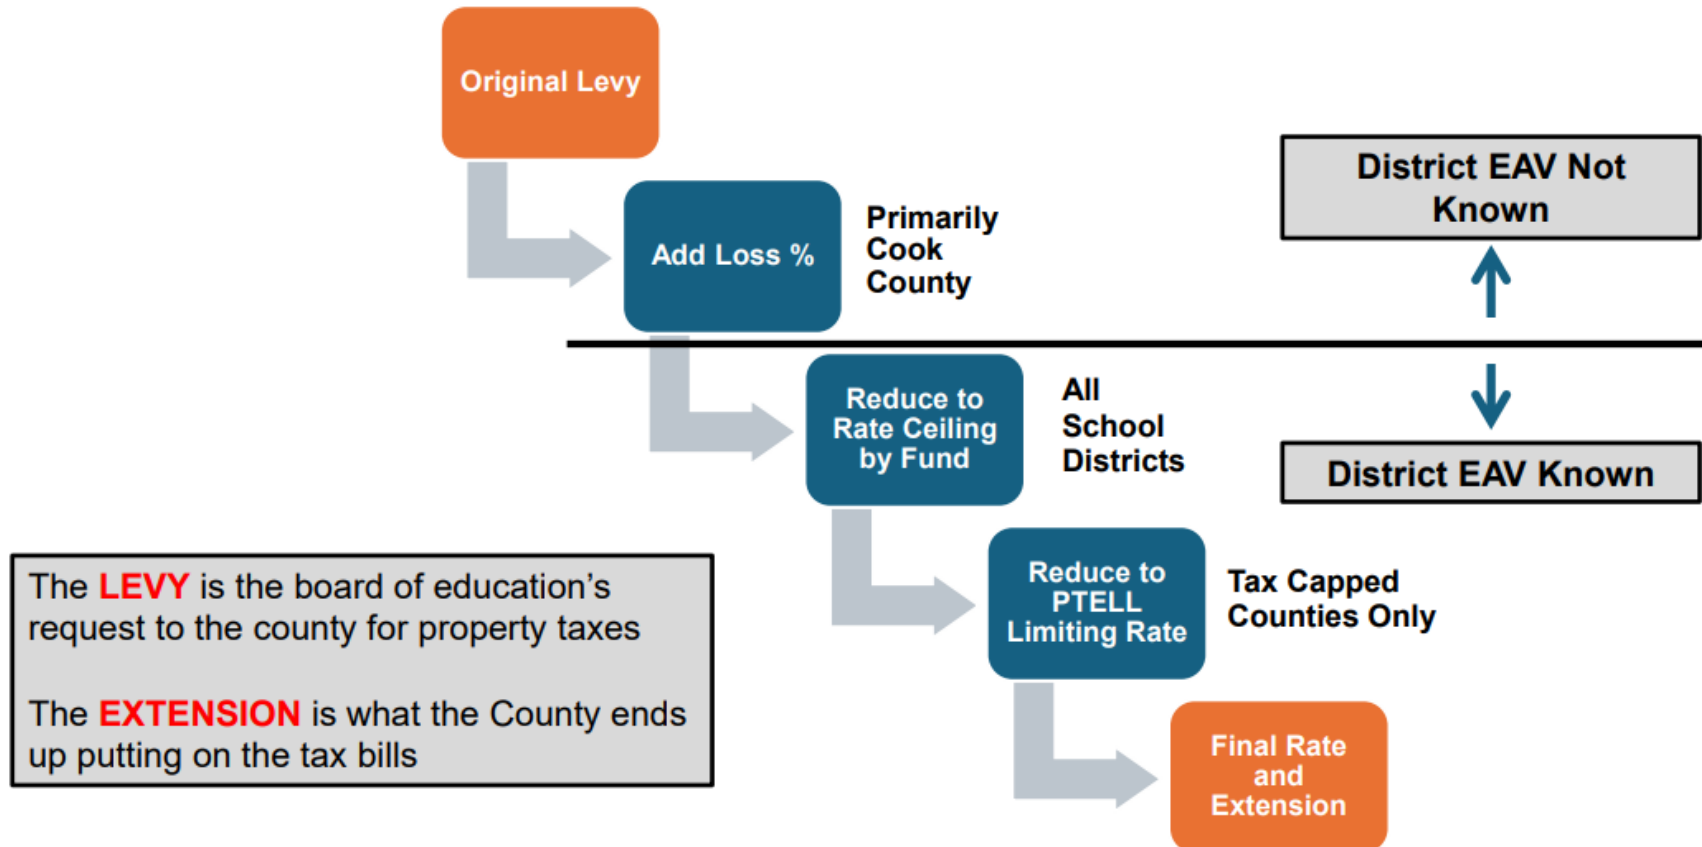 Original Levy
Add Loss %
Primarily
Cook
County
District EAV Not
Known
Reduce to
Rate Ceiling
by Fund
All
School
Districts
District EAV Known
Reduce to
PTELL
Limiting Rate
Tax Capped
Counties Only
The LEVY is the board of education’s
request to the county for property taxes
The EXTENSION is what the County ends
up putting on the tax bills
Final Rate
and
Extension